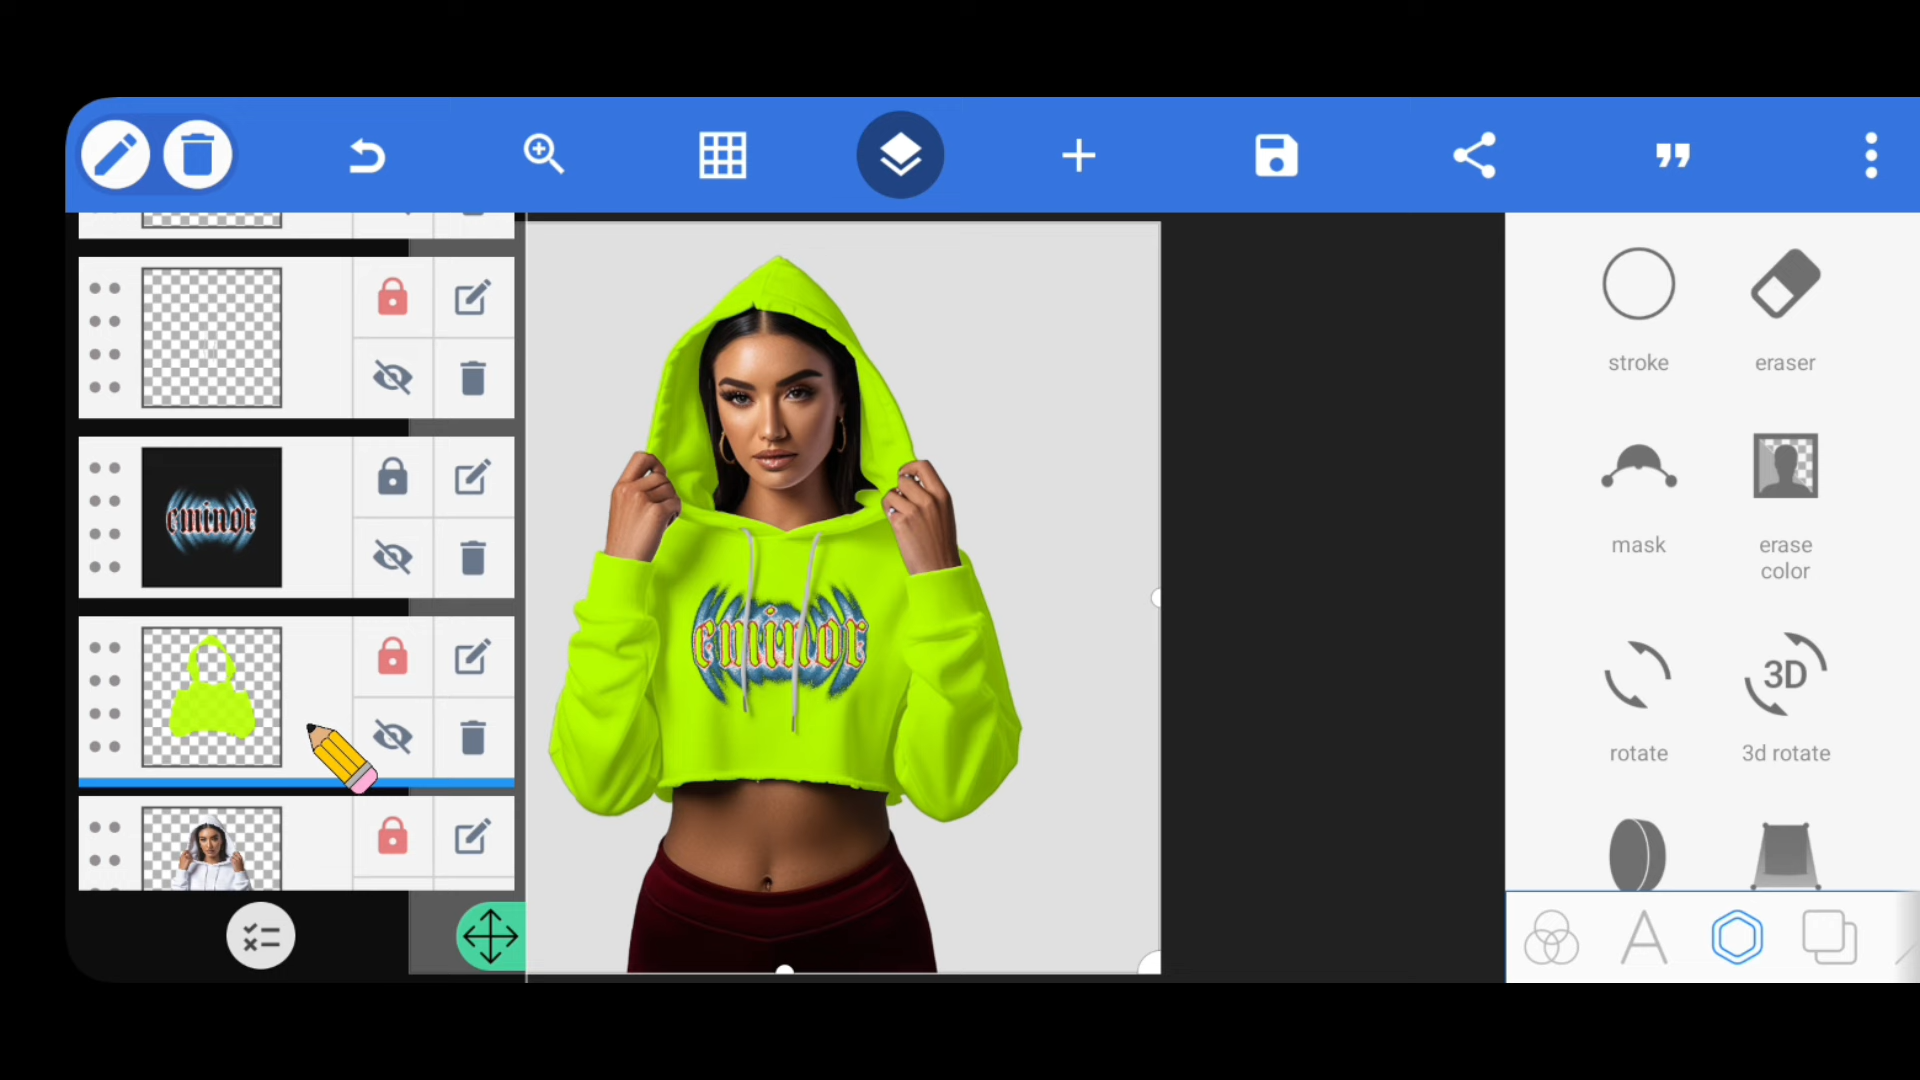 stroke
eraser
mask
erase
color
rotate
3D
3d rotate
eminor
eminor
A